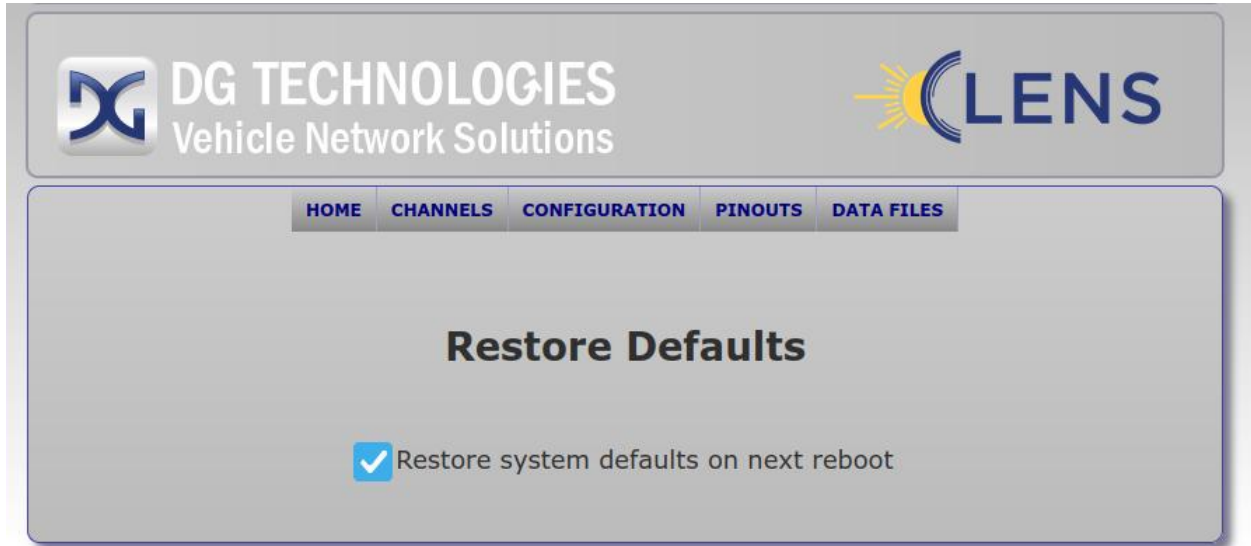 DG TECHNOLOGIES
Vehicle Network Solutions
CLENS
HOME CHANNELS CONFIGURATION PINOUTS DATA FILES
Restore Defaults
Restore system defaults on next reboot